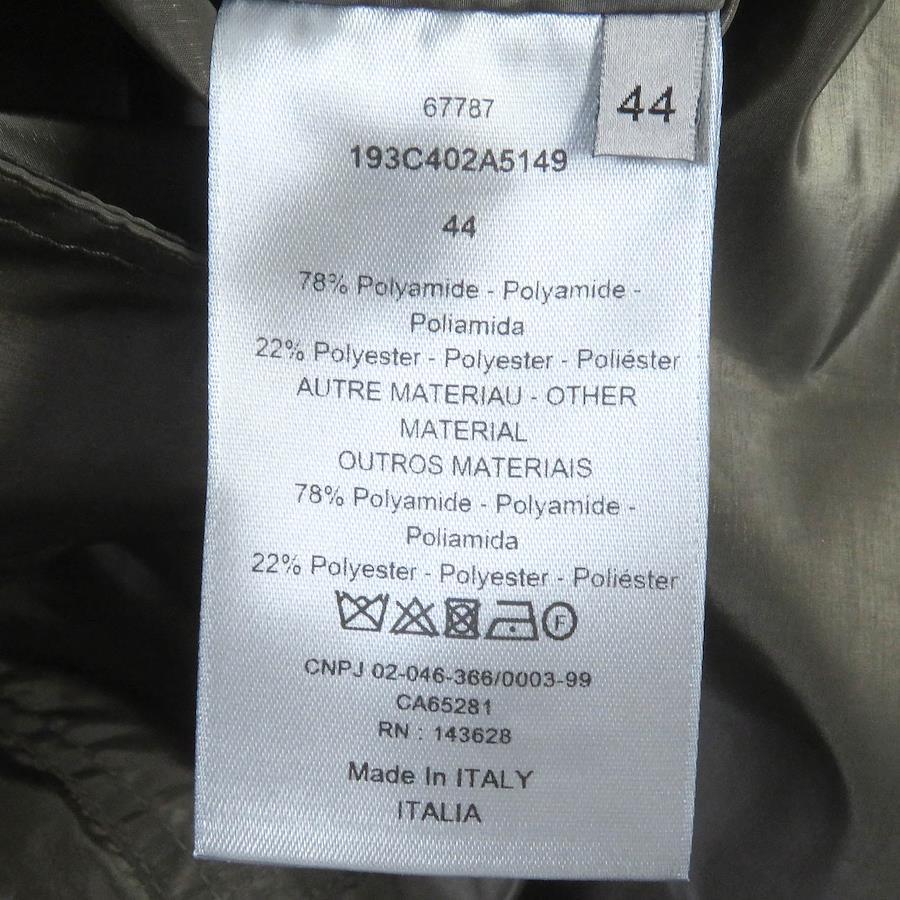 67787
44
193C402A5149
44
78% Polyamide - Polyamide -
Poliamida
22% Polyester - Polyester - Poliéster
AUTRE MATERIAU - OTHER
MATERIAL
OUTROS MATERIAIS
78% Polyamide - Polyamide -
Poliamida
22% Polyester - Polyester - Poliéster
F
CNPJ 02-046-366/0003-99
CA65281
RN : 143628
Made In ITALY
ITALIA